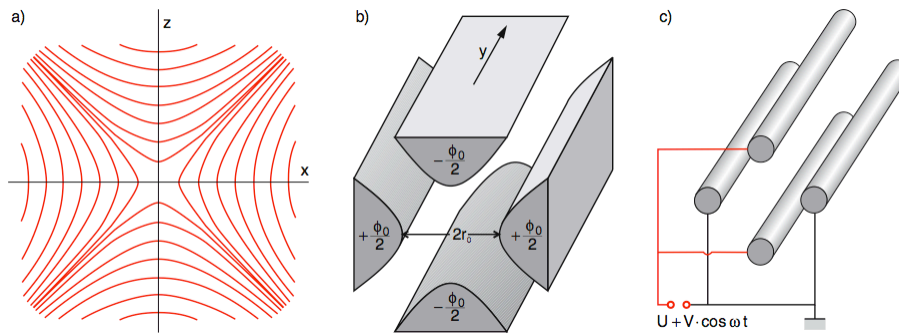 a)
z
x
b)
y
- ϕ₀/2
+ ϕ₀/2
2r₀
+ ϕ₀/2
- ϕ₀/2
c)
U + V · cos ω t